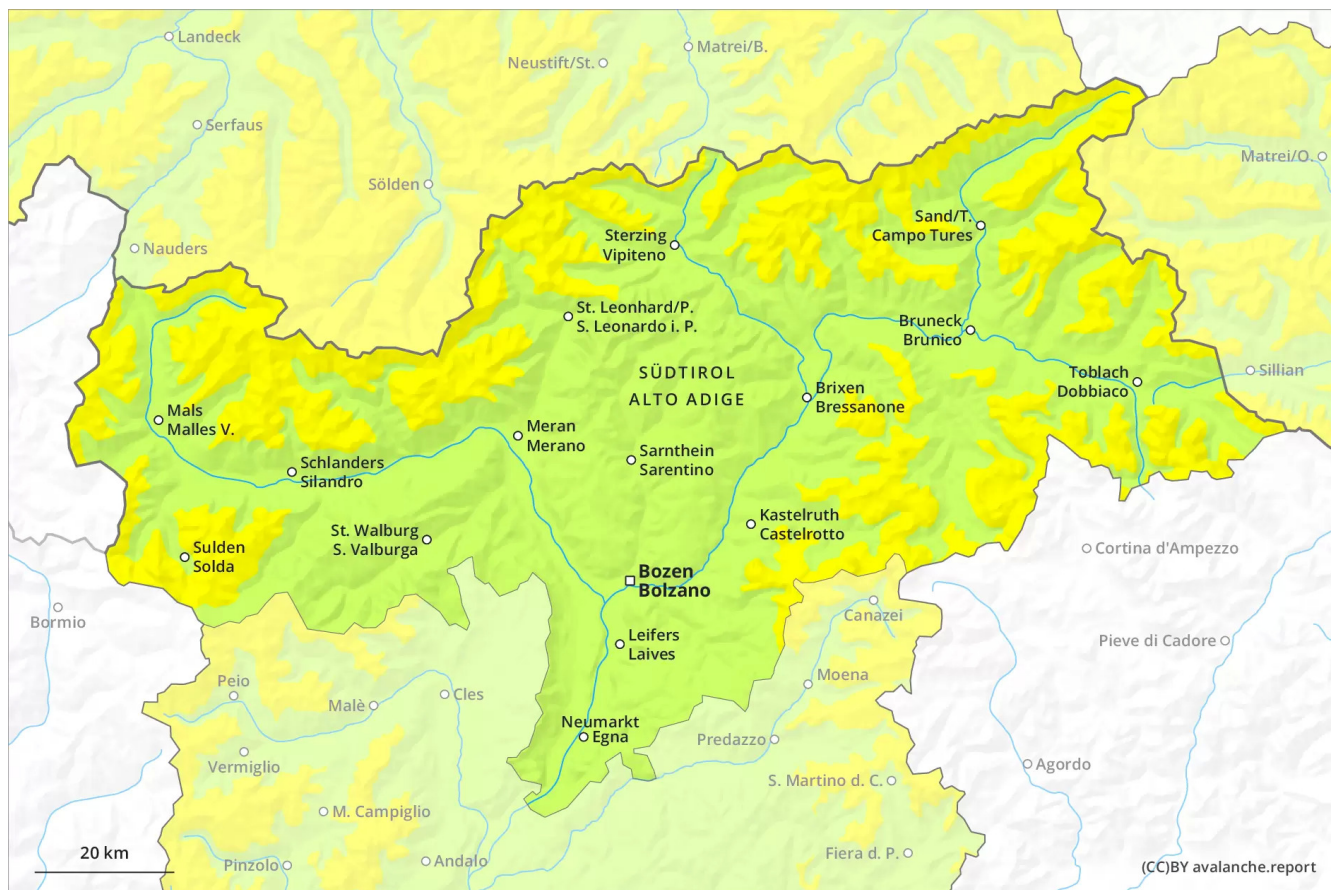 Landeck
Matrei/B.
Neustift/St.
Serfaus
Matrei/O.
Sölden
Sand/T.
Campo Tures
Sterzing
Vipiteno
Nauders
St. Leonhard/P.
S. Leonardo i. P.
Bruneck
Brunico
SÜDTIROL
ALTO ADIGE
Toblach
Dobbiaco
Sillian
Brixen
Bressanone
Mals
Malles V.
Meran
Merano
Sarnthein
Sarentino
Schlanders
Silandro
Kastelruth
Castelrotto
St. Walburg
S. Valburga
Sulden
Solda
Cortina d'Ampezzo
Bozen
Bolzano
Bormio
Canazei
Leifers
Laives
Pieve di Cadore
Peio
Moena
Malè
Cles
Neumarkt
Egna
Predazzo
Vermiglio
Agordo
S. Martino d. C.
M. Campiglio
20 km
Pinzolo
Andalo
Fiera d. P.
(CC)BY avalanche.report